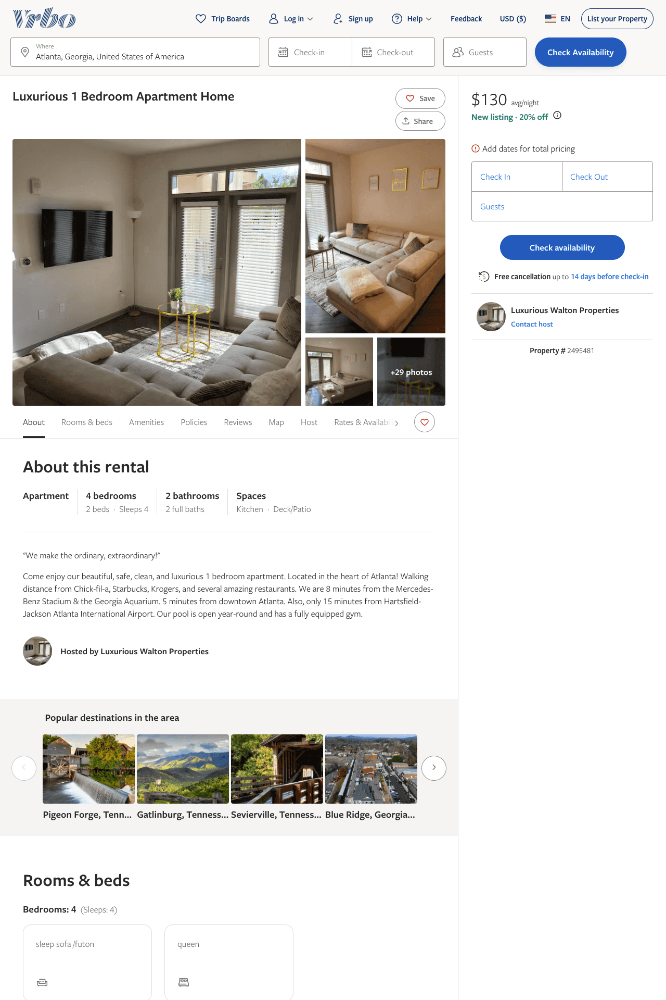 Vrbo
Trip Boards
Log in
Sign up
Help
Feedback
USD ($)
EN
List your Property
Where
Atlanta, Georgia, United States of America
Check-in
Check-out
Guests
Check Availability
Luxurious 1 Bedroom Apartment Home
Save
Share
+29 photos
$130 avg/night
New listing · 20% off
Add dates for total pricing
Check In
Check Out
Guests
Check availability
Free cancellation up to 14 days before check-in
Luxurious Walton Properties
Contact host
Property # 2495481
About
Rooms & beds
Amenities
Policies
Reviews
Map
Host
Rates & Availabili
About this rental
Apartment
4 bedrooms
2 beds · Sleeps 4
2 bathrooms
2 full baths
Spaces
Kitchen · Deck/Patio
"We make the ordinary, extraordinary!"
Come enjoy our beautiful, safe, clean, and luxurious 1 bedroom apartment. Located in the heart of Atlanta! Walking
distance from Chick-fil-a, Starbucks, Krogers, and several amazing restaurants. We are 8 minutes from the Mercedes-
Benz Stadium & the Georgia Aquarium. 5 minutes from downtown Atlanta. Also, only 15 minutes from Hartsfield-
Jackson Atlanta International Airport. Our pool is open year-round and has a fully equipped gym.
Hosted by Luxurious Walton Properties
Popular destinations in the area
Pigeon Forge, Tenn...
Gatlinburg, Tenness...
Sevierville, Tenness...
Blue Ridge, Georgia...
Rooms & beds
Bedrooms: 4 (Sleeps: 4)
sleep sofa /futon
queen